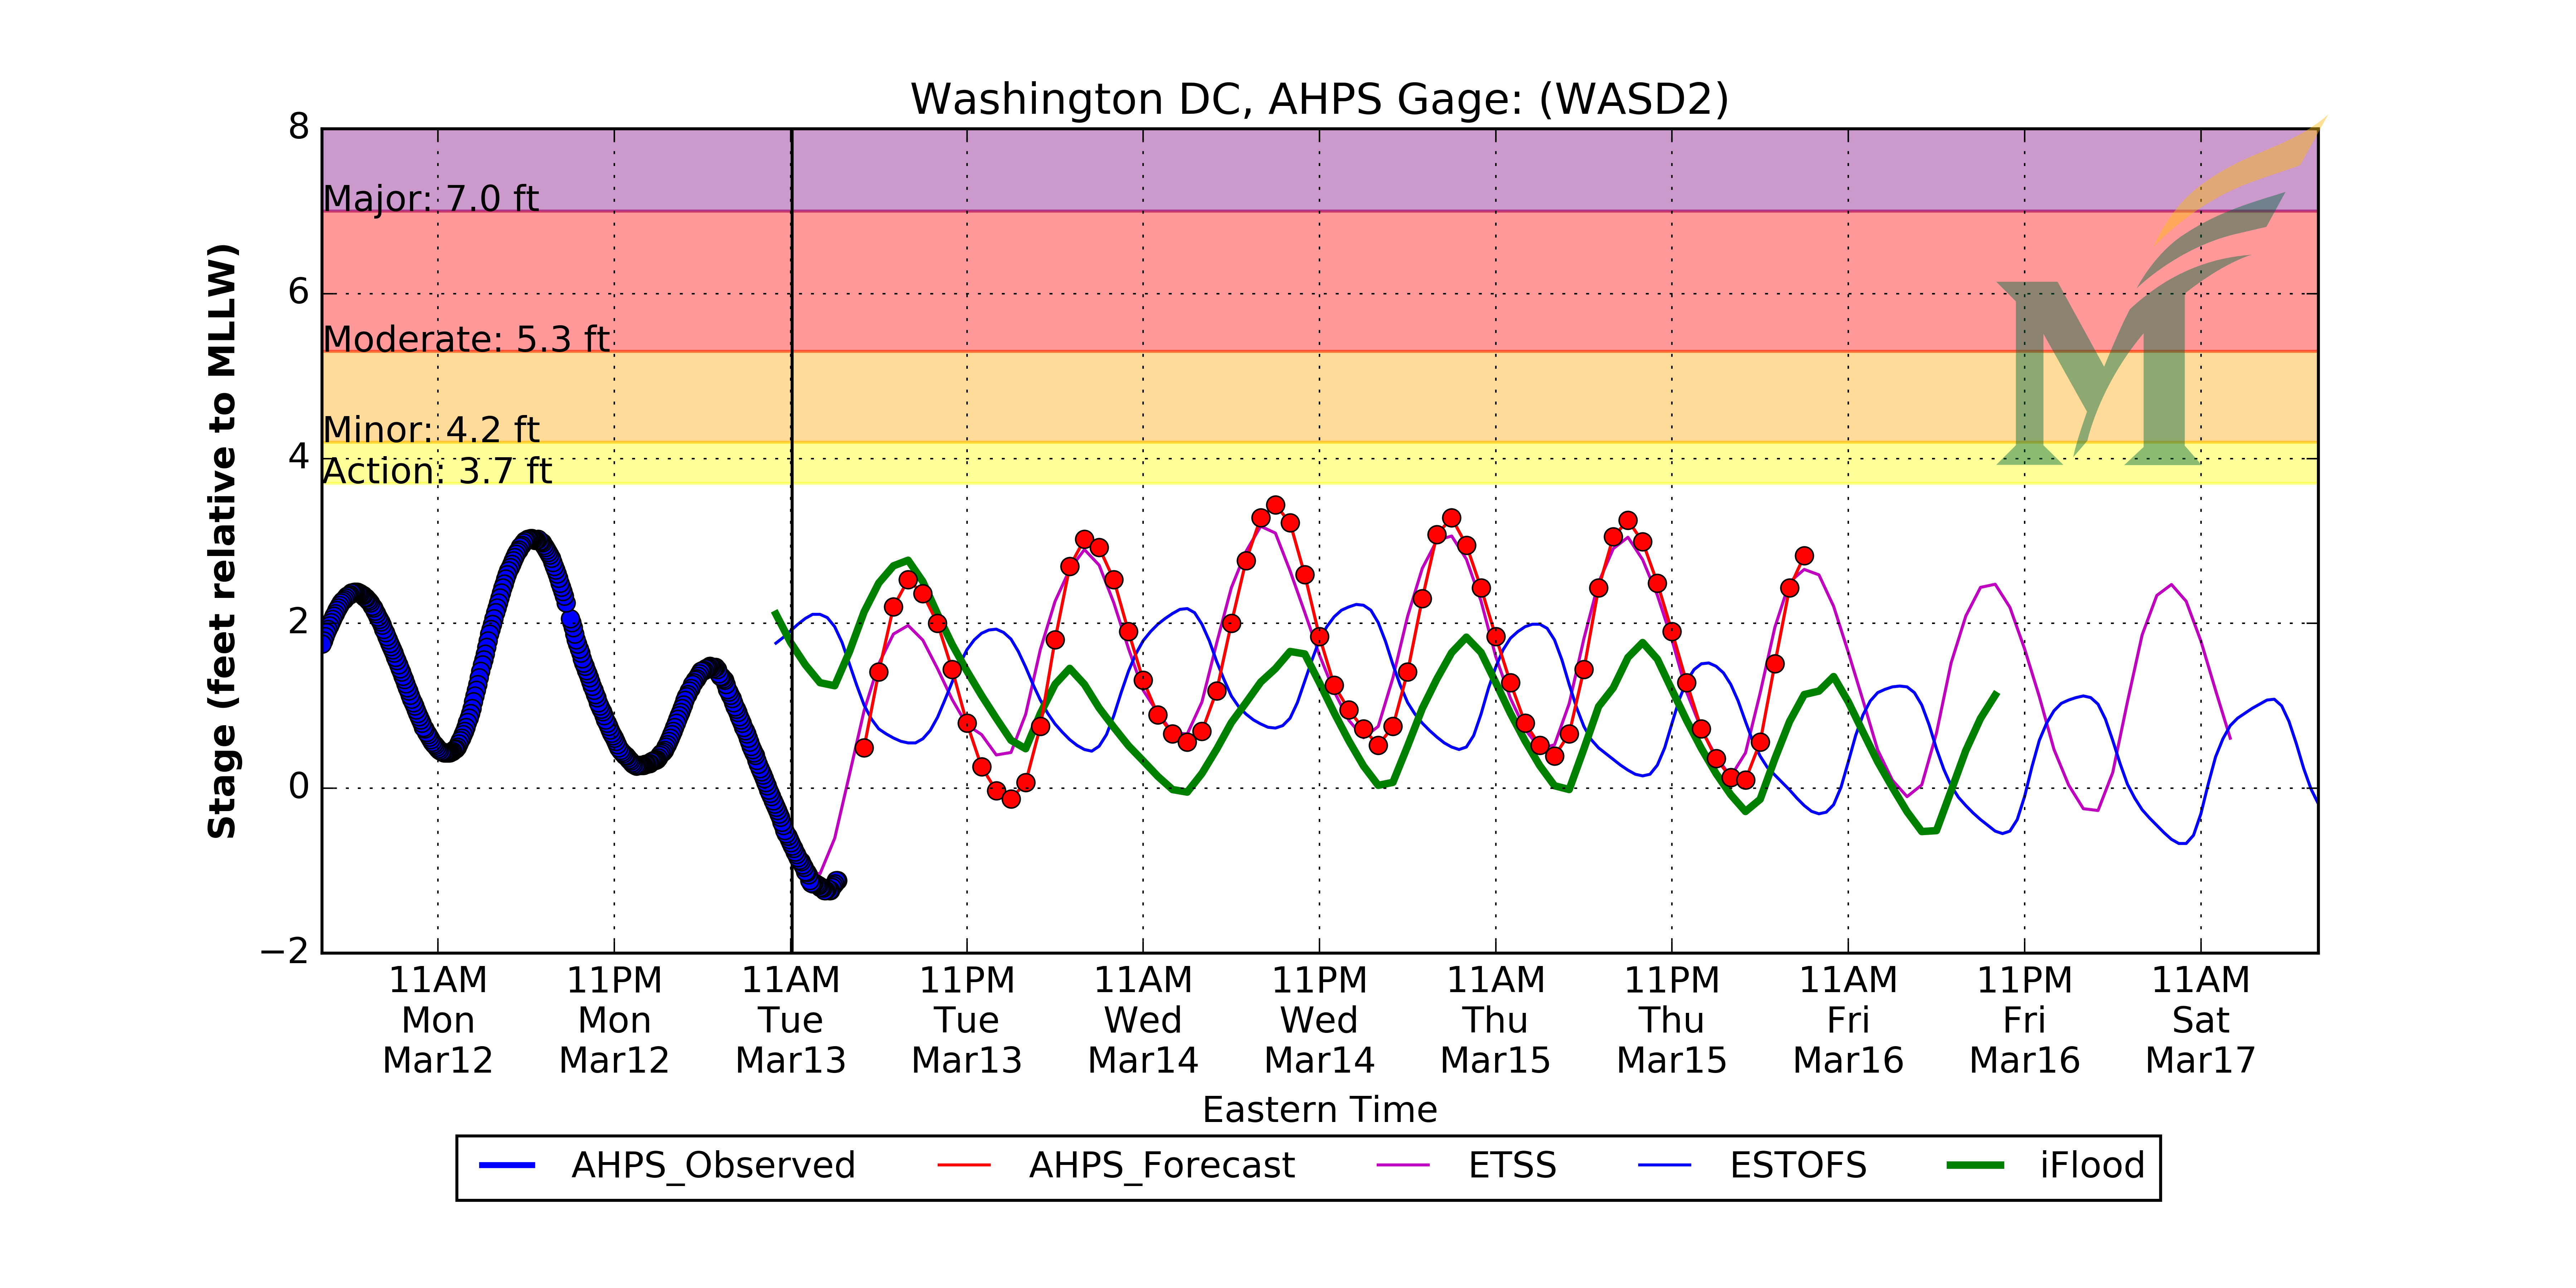 Washington DC, AHPS Gage: (WASD2)
Stage (feet relative to MLLW)
8
6
4
2
0
−2
Major: 7.0 ft
Moderate: 5.3 ft
Minor: 4.2 ft
Action: 3.7 ft
M
11AM 11PM 11AM 11PM 11AM 11PM 11AM 11PM 11AM 11PM 11AM
Mon Mon Tue Tue Wed Wed Thu Thu Fri Fri Sat
Mar12 Mar12 Mar13 Mar13 Mar14 Mar14 Mar15 Mar15 Mar16 Mar16 Mar17
Eastern Time
AHPS_Observed AHPS_Forecast ETSS ESTOFS iFlood